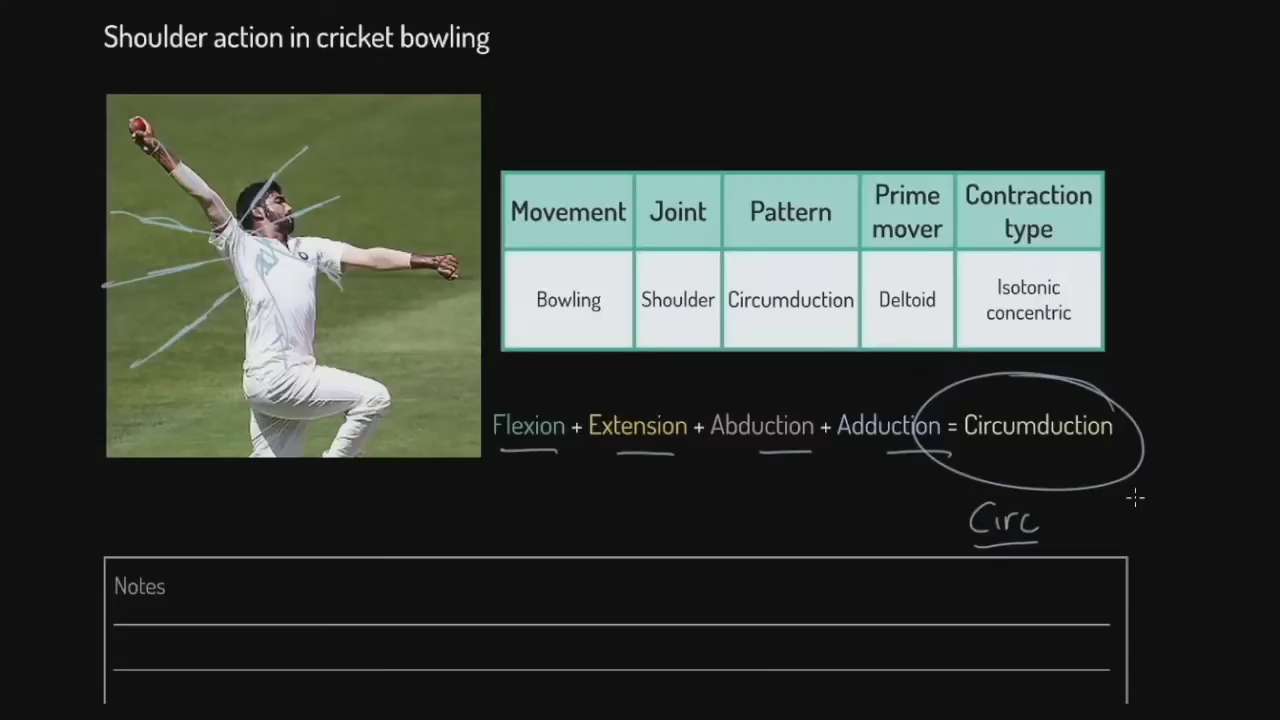 Shoulder action in cricket bowling
Movement Joint Pattern Prime mover Contraction type
Bowling Shoulder Circumduction Deltoid Isotonic concentric
Flexion + Extension + Abduction + Adduction = Circumduction
Circ
Notes